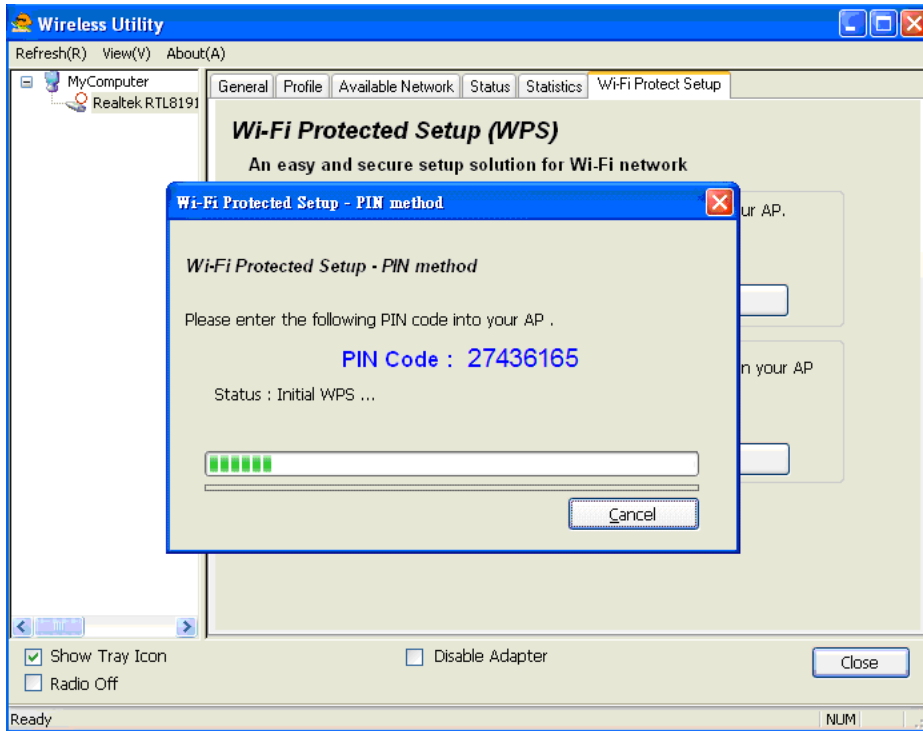 Wireless Utility
Refresh(R) View(V) About(A)
MyComputer
Realtek RTL8191
General Profile Available Network Status Statistics Wi-Fi Protect Setup
Wi-Fi Protected Setup (WPS)
An easy and secure setup solution for Wi-Fi network
ur AP.
n your AP
Wi-Fi Protected Setup - PIN method
Wi-Fi Protected Setup - PIN method
Please enter the following PIN code into your AP .
PIN Code : 27436165
Status : Initial WPS ...
Cancel
Show Tray Icon
Radio Off
Disable Adapter
Close
Ready
NUM